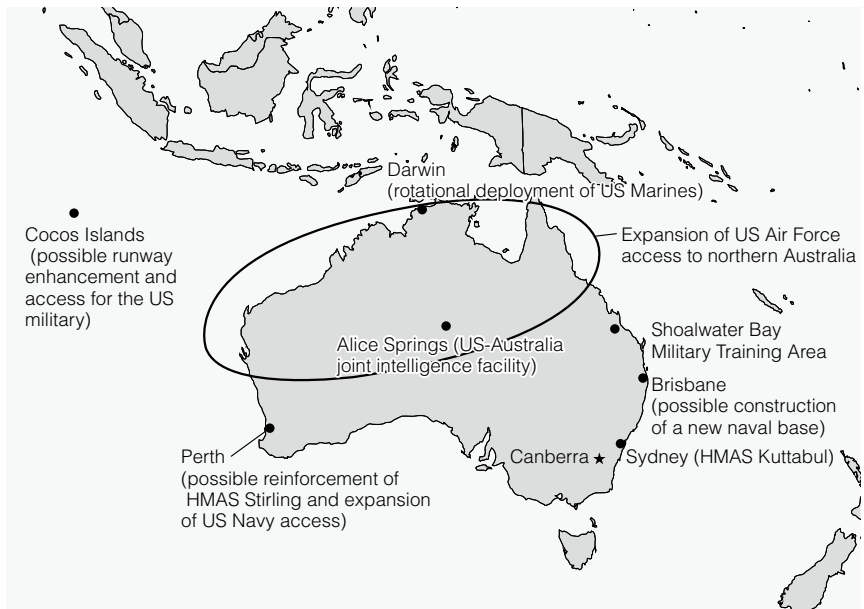 Darwin
(rotational deployment of US Marines)
Cocos Islands
(possible runway
enhancement and
access for the US
military)
Expansion of US Air Force
access to northern Australia
Alice Springs (US-Australia
joint intelligence facility)
Shoalwater Bay
Military Training Area
Brisbane
(possible construction
of a new naval base)
Perth
(possible reinforcement of
HMAS Stirling and expansion
of US Navy access)
Canberra
Sydney (HMAS Kuttabul)